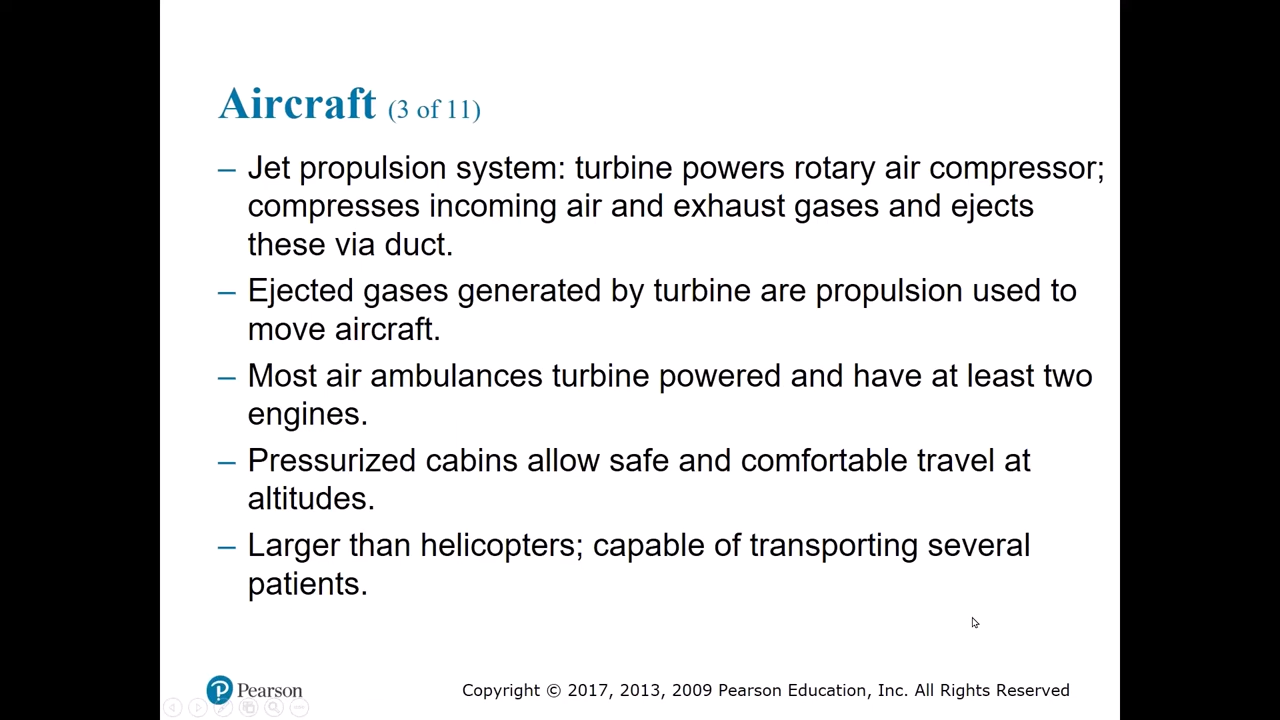 Aircraft (3 of 11)
– Jet propulsion system: turbine powers rotary air compressor;
compresses incoming air and exhaust gases and ejects
these via duct.
– Ejected gases generated by turbine are propulsion used to
move aircraft.
– Most air ambulances turbine powered and have at least two
engines.
– Pressurized cabins allow safe and comfortable travel at
altitudes.
– Larger than helicopters; capable of transporting several
patients.
Pearson
Copyright © 2017, 2013, 2009 Pearson Education, Inc. All Rights Reserved